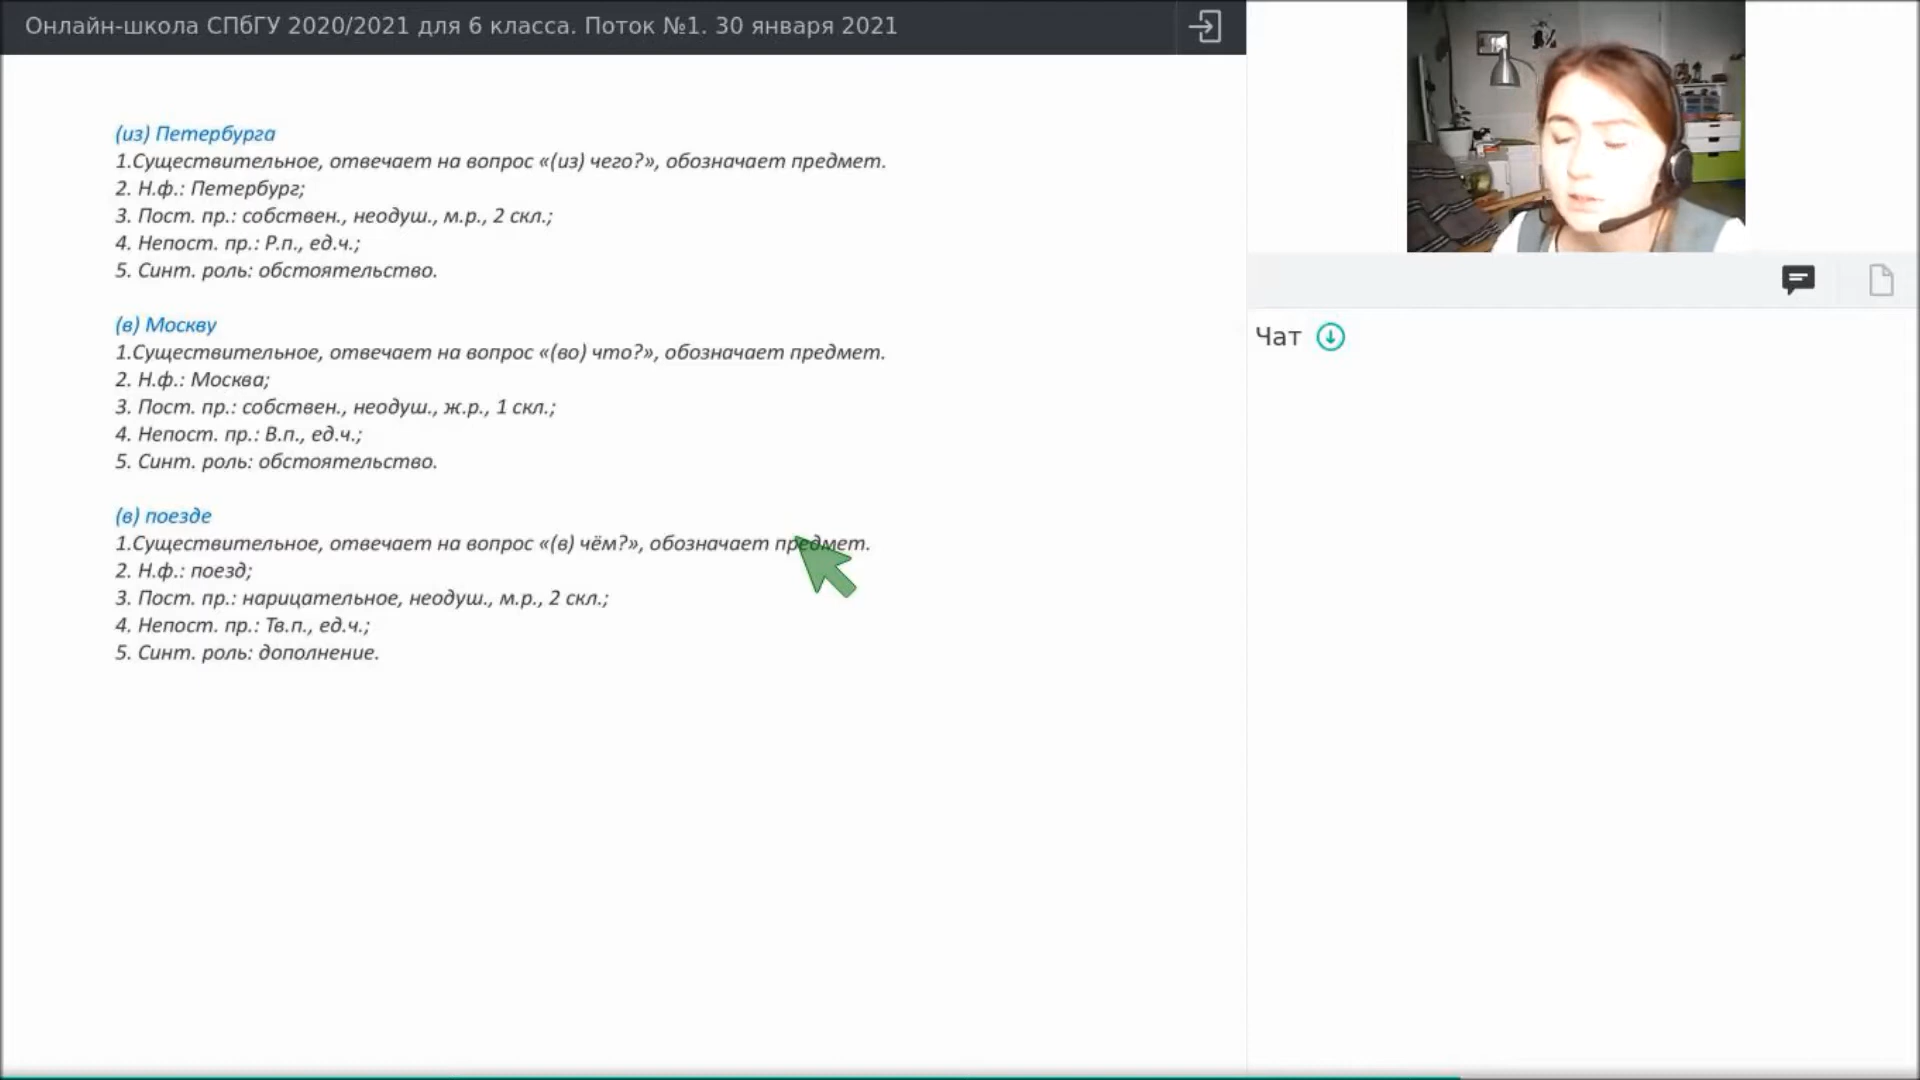 Онлайн-школа СПбГУ 2020/2021 для 6 класса. Поток №1. 30 января 2021
(из) Петербурга
1.Существительное, отвечает на вопрос «(из) чего?», обозначает предмет.
2. Н.ф.: Петербург;
3. Пост. пр.: собствен., неодуш., м.р., 2 скл.;
4. Непост. пр.: Р.п., ед.ч.;
5. Синт. роль: обстоятельство.
(в) Москву
1.Существительное, отвечает на вопрос «(во) что?», обозначает предмет.
2. Н.ф.: Москва;
3. Пост. пр.: собствен., неодуш., ж.р., 1 скл.;
4. Непост. пр.: В.п., ед.ч.;
5. Синт. роль: обстоятельство.
(в) поезде
1.Существительное, отвечает на вопрос «(в) чём?», обозначает предмет.
2. Н.ф.: поезд;
3. Пост. пр.: нарицательное, неодуш., м.р., 2 скл.;
4. Непост. пр.: Тв.п., ед.ч.;
5. Синт. роль: дополнение.
Чат